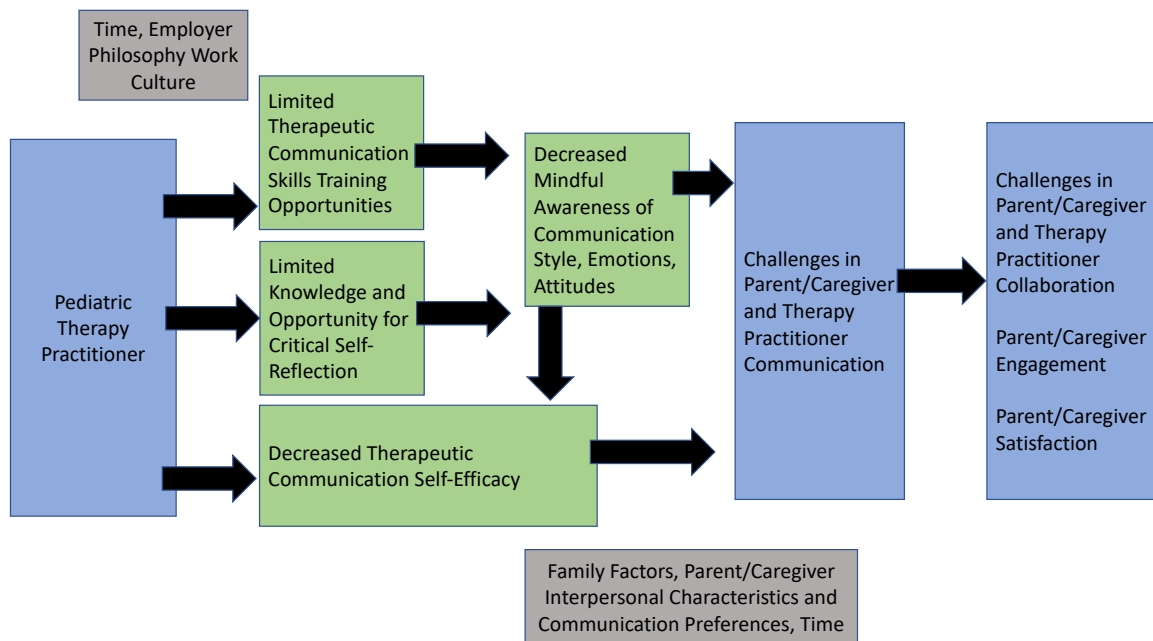 Time, Employer
Philosophy Work
Culture
Limited
Therapeutic
Communication
Skills Training
Opportunities
Pediatric
Therapy
Practitioner
Limited
Knowledge and
Opportunity for
Critical Self-
Reflection
Decreased Therapeutic
Communication Self-Efficacy
Decreased
Mindful
Awareness of
Communication
Style, Emotions,
Attitudes
Challenges in
Parent/Caregiver
and Therapy
Practitioner
Communication
Challenges in
Parent/Caregiver
and Therapy
Practitioner
Collaboration
Parent/Caregiver
Engagement
Parent/Caregiver
Satisfaction
Family Factors, Parent/Caregiver
Interpersonal Characteristics and
Communication Preferences, Time